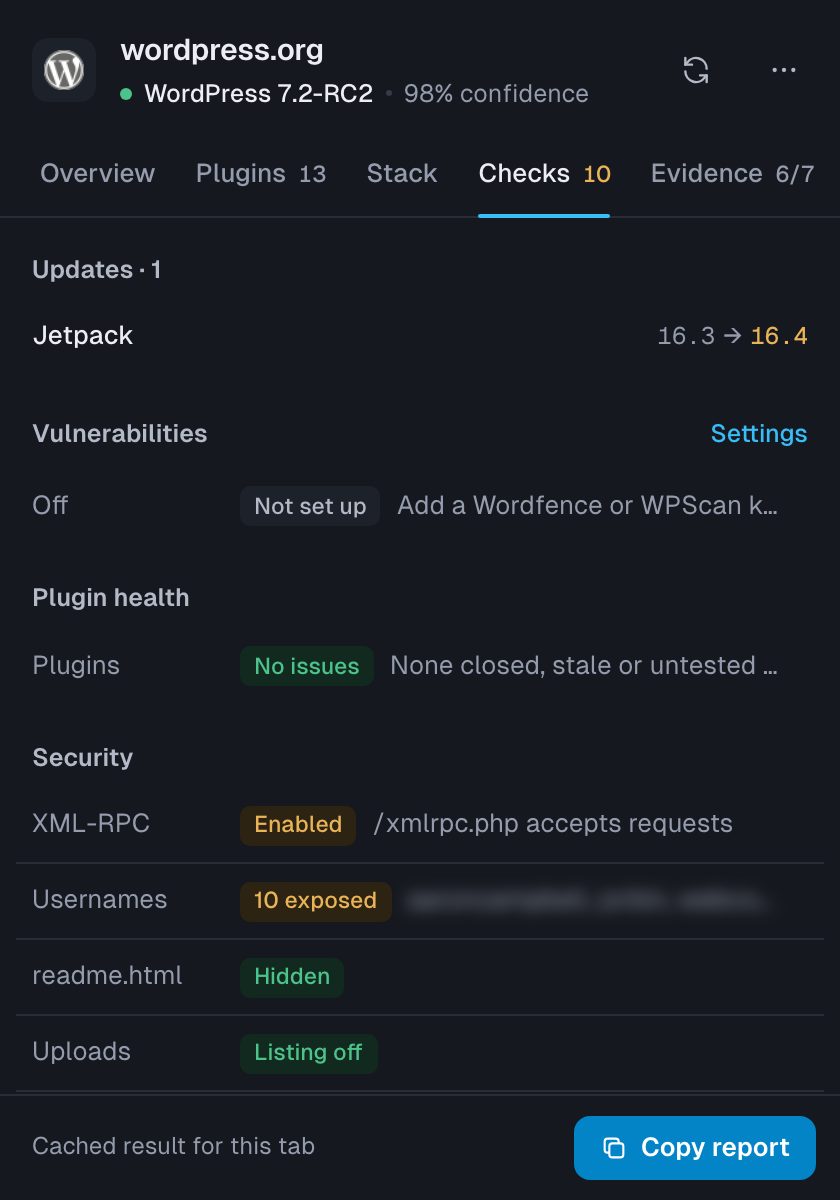 wordpress.org
WordPress 7.2-RC2 • 98% confidence
Overview Plugins 13 Stack Checks 10 Evidence 6/7
Updates · 1
Jetpack 16.3 → 16.4
Vulnerabilities Settings
Off Not set up Add a Wordfence or WPScan k…
Plugin health
Plugins No issues None closed, stale or untested …
Security
XML-RPC Enabled /xmlrpc.php accepts requests
Usernames 10 exposed
readme.html Hidden
Uploads Listing off
Cached result for this tab Copy report